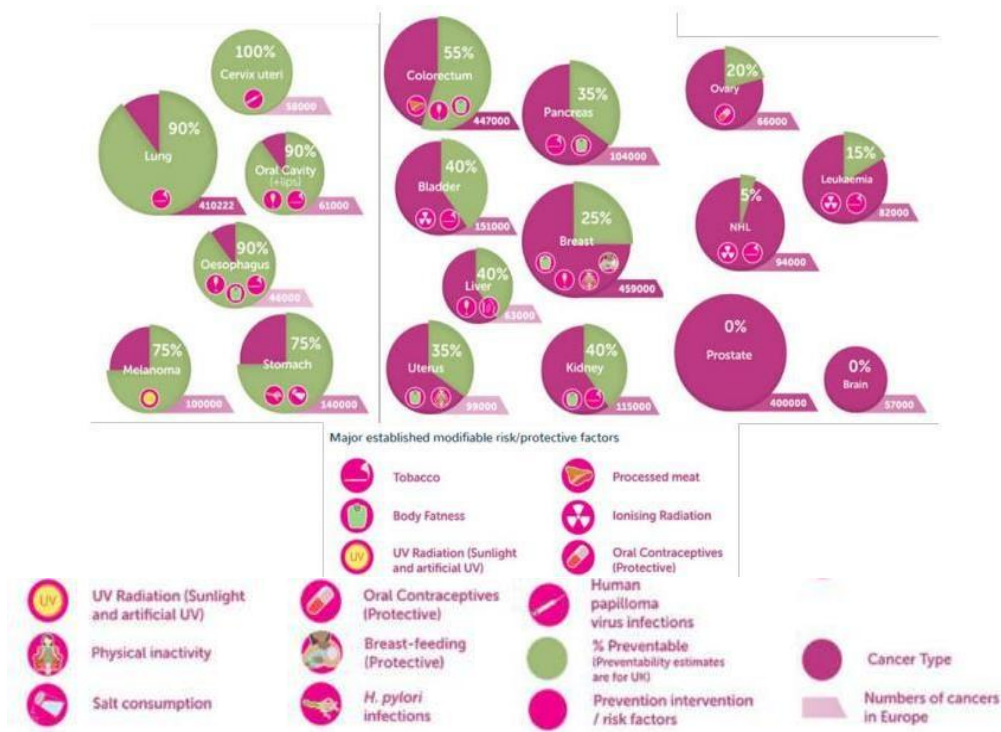 100%
Cervix uteri
58000
90%
Lung
410222
90%
Oral Cavity
(+lips)
61000
90%
Oesophagus
46000
75%
Melanoma
100000
75%
Stomach
140000
55%
Colorectum
447000
35%
Pancreas
104000
40%
Bladder
151000
25%
Breast
459000
40%
Liver
63000
35%
Uterus
99000
40%
Kidney
115000
20%
Ovary
66000
15%
Leukaemia
82000
5%
NHL
94000
0%
Prostate
400000
0%
Brain
57000
Major established modifiable risk/protective factors
Tobacco
Processed meat
Body Fatness
Ionising Radiation
UV
UV Radiation (Sunlight
and artificial UV)
Oral Contraceptives
(Protective)
UV
UV Radiation (Sunlight
and artificial UV)
Oral Contraceptives
(Protective)
Human
papilloma
virus infections
Physical inactivity
Breast-feeding
(Protective)
% Preventable
(Preventability estimates
are for UK)
Cancer Type
Salt consumption
H. pylori
infections
Prevention intervention
/ risk factors
Numbers of cancers
in Europe